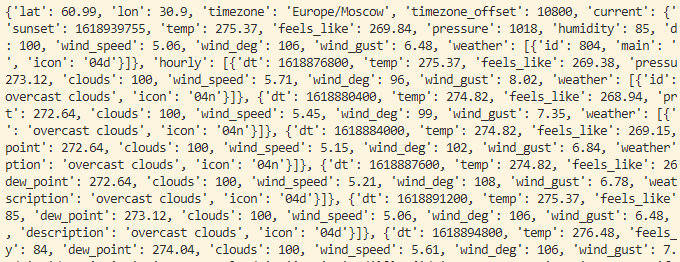 {'lat': 60.99, 'lon': 30.9, 'timezone': 'Europe/Moscow', 'timezone_offset': 10800, 'current': {'
'sunset': 1618939755, 'temp': 275.37, 'feels_like': 269.84, 'pressure': 1018, 'humidity': 85, 'd
: 100, 'wind_speed': 5.06, 'wind_deg': 106, 'wind_gust': 6.48, 'weather': [{'id': 804, 'main': '
', 'icon': '04d'}]}, 'hourly': [{'dt': 1618876800, 'temp': 275.37, 'feels_like': 269.38, 'pressu
273.12, 'clouds': 100, 'wind_speed': 5.71, 'wind_deg': 96, 'wind_gust': 8.02, 'weather': [{'id':
overcast clouds', 'icon': '04n'}]}, {'dt': 1618880400, 'temp': 274.82, 'feels_like': 268.94, 'pr
t': 272.64, 'clouds': 100, 'wind_speed': 5.45, 'wind_deg': 99, 'wind_gust': 7.35, 'weather': [{'
': 'overcast clouds', 'icon': '04n'}]}, {'dt': 1618884000, 'temp': 274.82, 'feels_like': 269.15,
point': 272.64, 'clouds': 100, 'wind_speed': 5.15, 'wind_deg': 102, 'wind_gust': 6.84, 'weather'
ption': 'overcast clouds', 'icon': '04n'}]}, {'dt': 1618887600, 'temp': 274.82, 'feels_like': 26
dew_point': 272.64, 'clouds': 100, 'wind_speed': 5.21, 'wind_deg': 108, 'wind_gust': 6.78, 'weat
scription': 'overcast clouds', 'icon': '04d'}]}, {'dt': 1618891200, 'temp': 275.37, 'feels_like'
85, 'dew_point': 273.12, 'clouds': 100, 'wind_speed': 5.06, 'wind_deg': 106, 'wind_gust': 6.48,
, 'description': 'overcast clouds', 'icon': '04d'}]}, {'dt': 1618894800, 'temp': 276.48, 'feels_
y': 84, 'dew_point': 274.04, 'clouds': 100, 'wind_speed': 5.61, 'wind_deg': 106, 'wind_gust': 7.